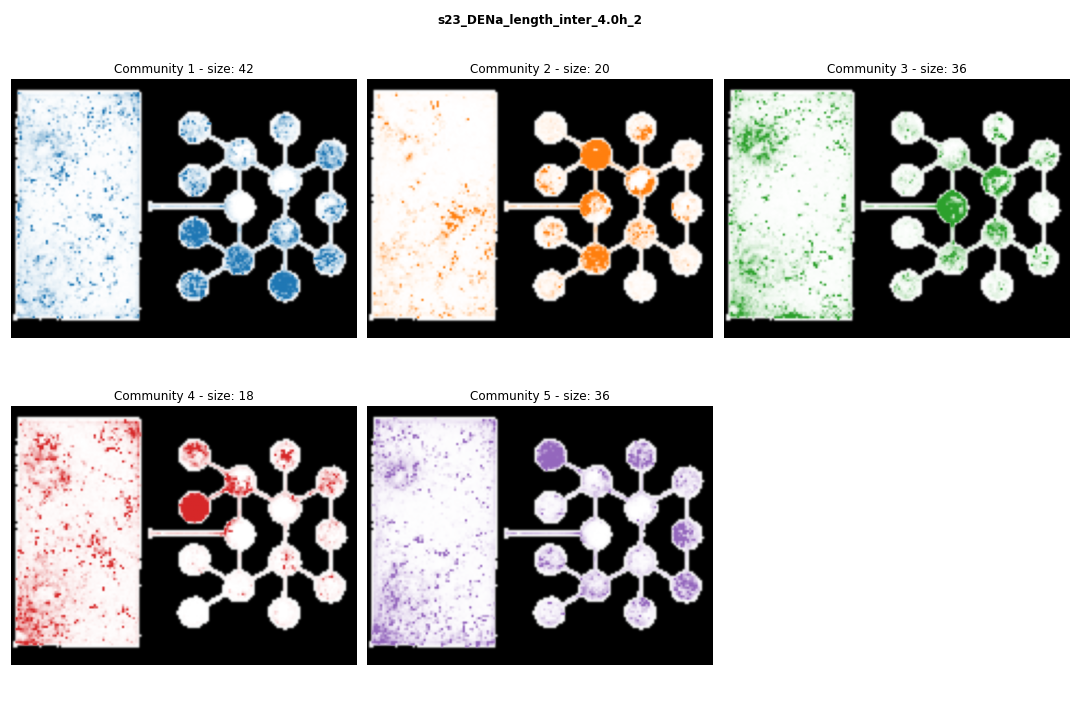 s23_DENa_length_inter_4.0h_2
Community 1 - size: 42
Community 2 - size: 20
Community 3 - size: 36
Community 4 - size: 18
Community 5 - size: 36